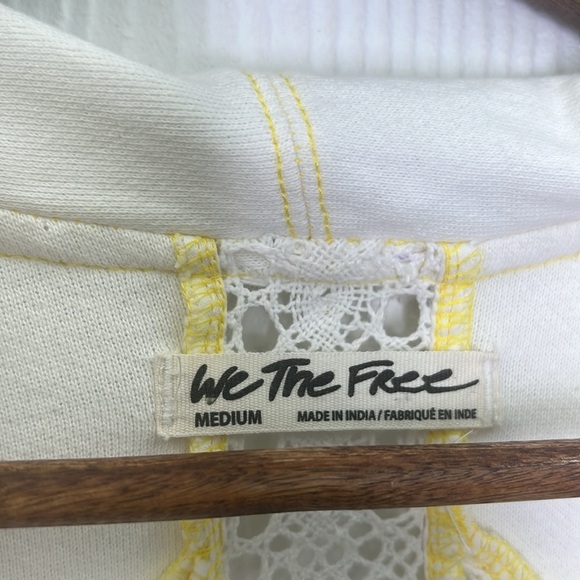 We The Free
MEDIUM MADE IN INDIA / FABRIQUÉ EN INDE